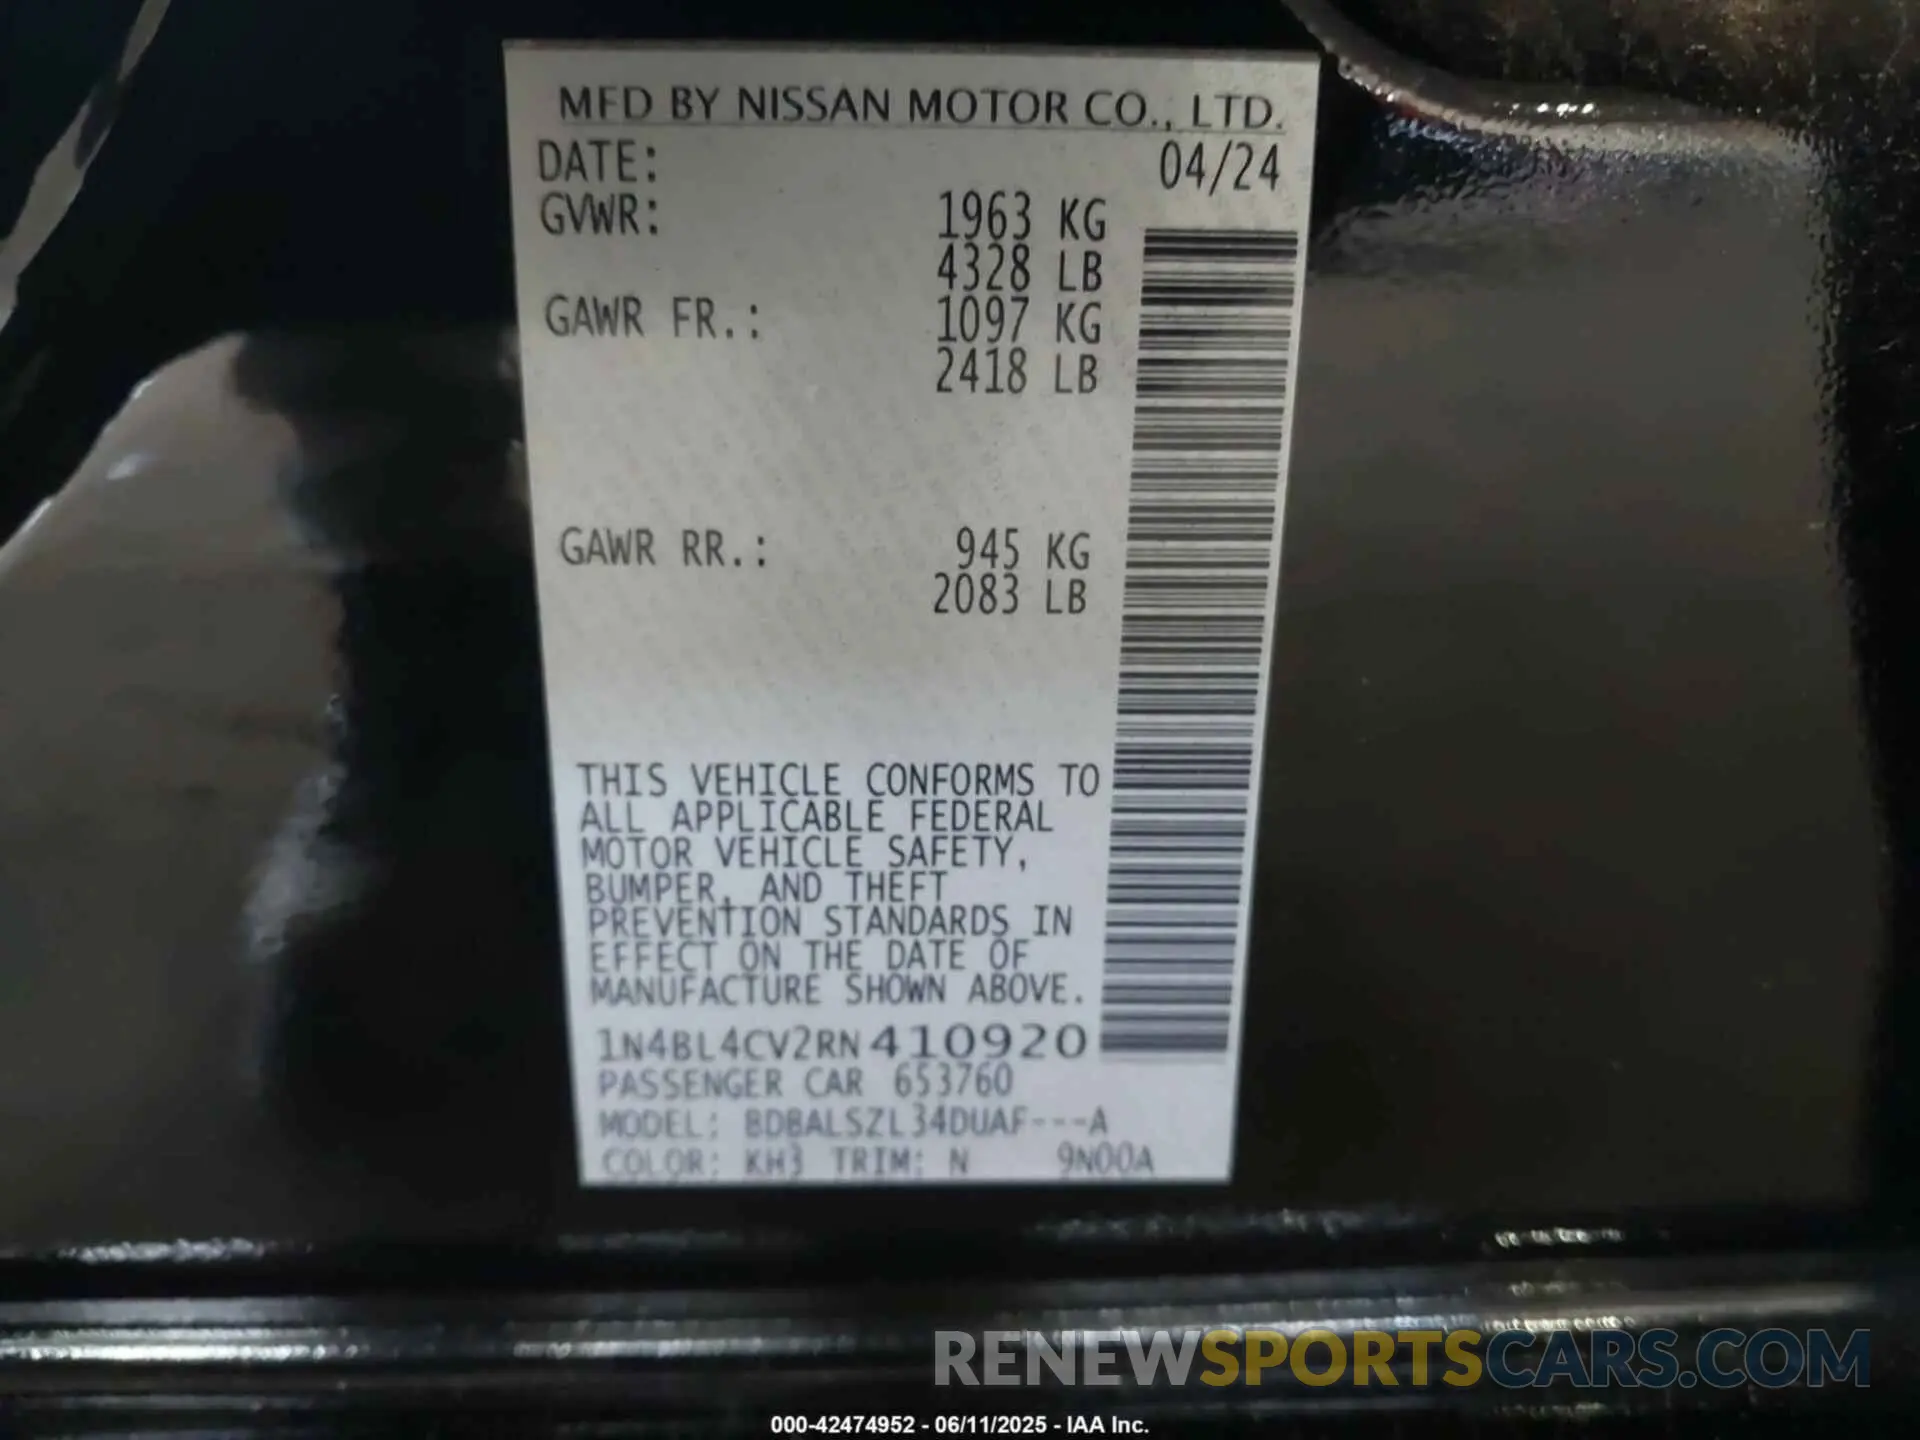 MFD BY NISSAN MOTOR CO., LTD.
DATE: 04/24
GVWR: 1963 KG
4328 LB
GAWR FR.: 1097 KG
2418 LB
GAWR RR.: 945 KG
2083 LB
THIS VEHICLE CONFORMS TO
ALL APPLICABLE FEDERAL
MOTOR VEHICLE SAFETY,
BUMPER, AND THEFT
PREVENTION STANDARDS IN
EFFECT ON THE DATE OF
MANUFACTURE SHOWN ABOVE.
1N4BL4CV2RN410920
PASSENGER CAR 653760
MODEL: BDBALSZL34DUAF---A
COLOR: KH3 TRIM: N 9N00A
RENEWSPORTSCARS.COM
000-42474952 - 06/11/2025 - IAA Inc.